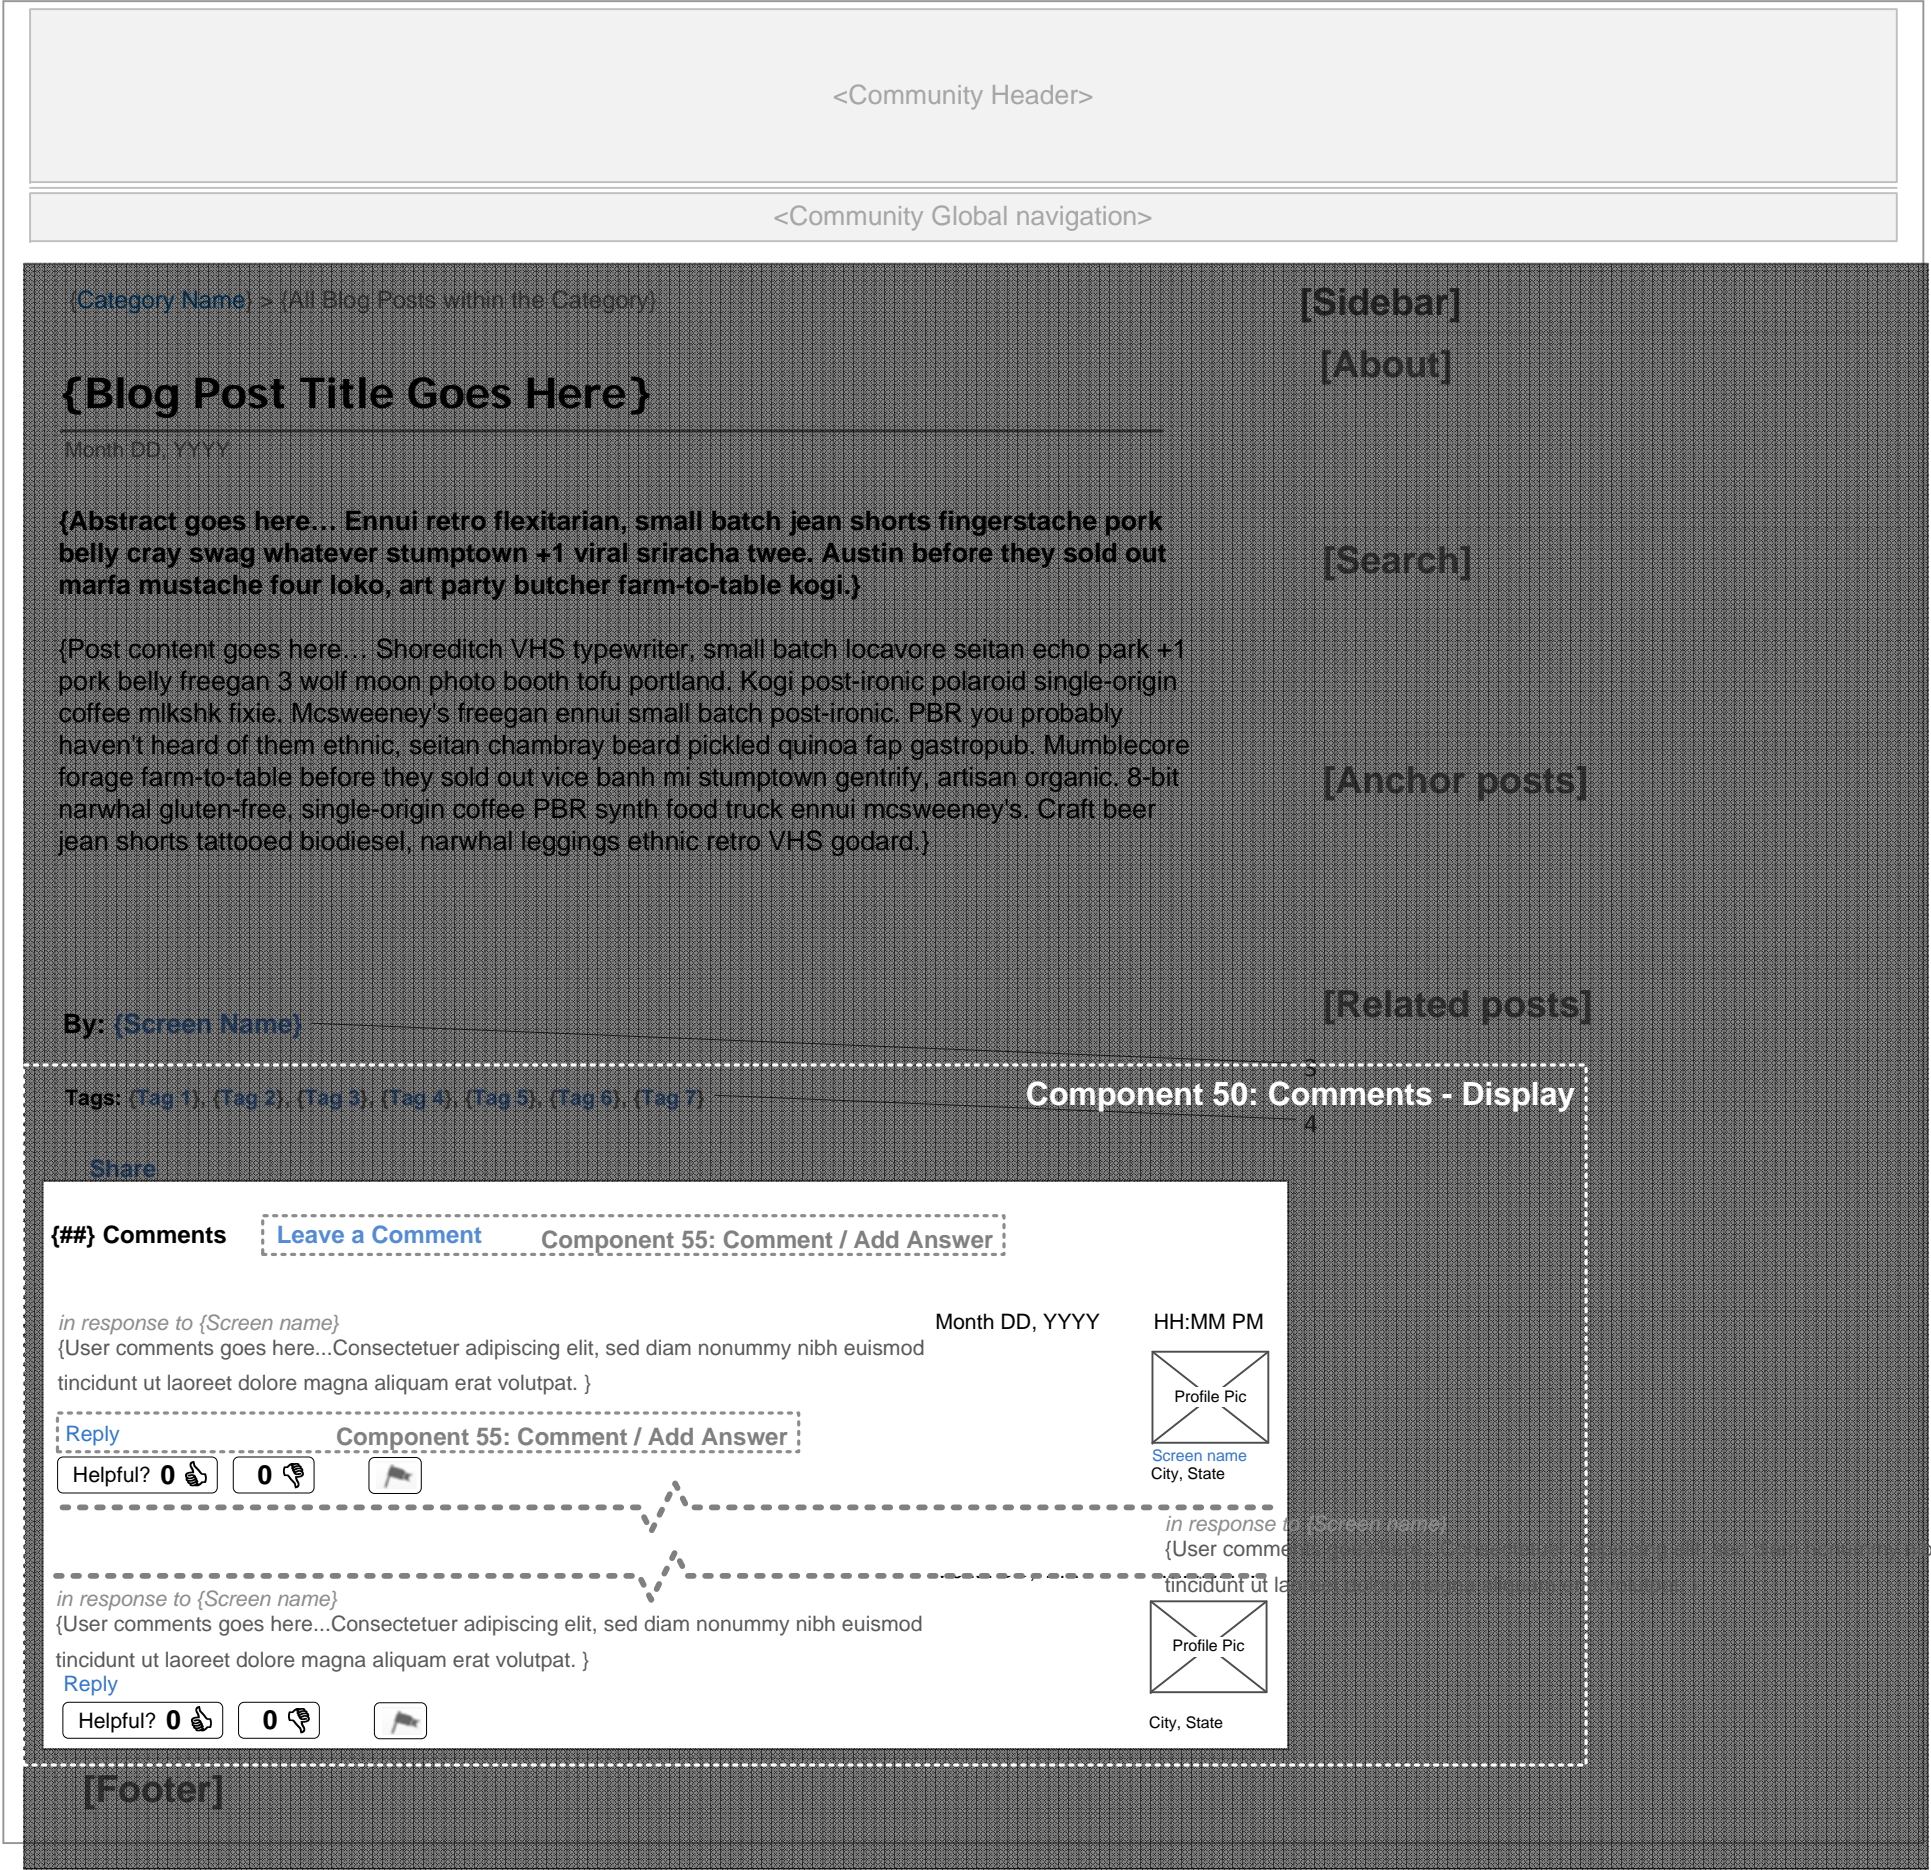 <Community Header>
<Community Global navigation>
{Category Name} > {All Blog Posts within the Category}
[Sidebar]
[About]
{Blog Post Title Goes Here}
Month DD, YYYY
{Abstract goes here… Ennui retro flexitarian, small batch jean shorts fingerstache pork
belly cray swag whatever stumptown +1 viral sriracha twee. Austin before they sold out
marfa mustache four loko, art party butcher farm-to-table kogi.}
[Search]
{Post content goes here… Shoreditch VHS typewriter, small batch locavore seitan echo park +1
pork belly freegan 3 wolf moon photo booth tofu portland. Kogi post-ironic polaroid single-origin
coffee mlkshk fixie. Mcsweeney's freegan ennui small batch post-ironic. PBR you probably
haven't heard of them ethnic, seitan chambray beard pickled quinoa fap gastropub. Mumblecore
forage farm-to-table before they sold out vice banh mi stumptown gentrify, artisan organic. 8-bit
narwhal gluten-free, single-origin coffee PBR synth food truck ennui mcsweeney's. Craft beer
jean shorts tattooed biodiesel, narwhal leggings ethnic retro VHS godard.}
[Anchor posts]
[Related posts]
By: {Screen Name}
3
Component 50: Comments - Display
Tags: {Tag 1}, {Tag 2}, {Tag 3}, {Tag 4}, {Tag 5}, {Tag 6}, {Tag 7}
4
Share
{##} Comments Leave a Comment Component 55: Comment / Add Answer
in response to {Screen name} Month DD, YYYY HH:MM PM
{User comments goes here...Consectetuer adipiscing elit, sed diam nonummy nibh euismod
tincidunt ut laoreet dolore magna aliquam erat volutpat. }
Profile Pic
Reply Component 55: Comment / Add Answer
Screen name
City, State
Helpful? 0 0
in response to {Screen name}
{User comme
tincidunt ut la
in response to {Screen name}
{User comments goes here...Consectetuer adipiscing elit, sed diam nonummy nibh euismod
tincidunt ut laoreet dolore magna aliquam erat volutpat. }
Profile Pic
Reply
Helpful? 0 0
City, State
[Footer]